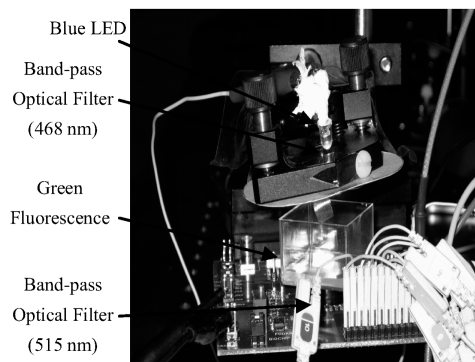 Blue LED
Band-pass
Optical Filter
(468 nm)
Green
Fluorescence
Band-pass
Optical Filter
(515 nm)